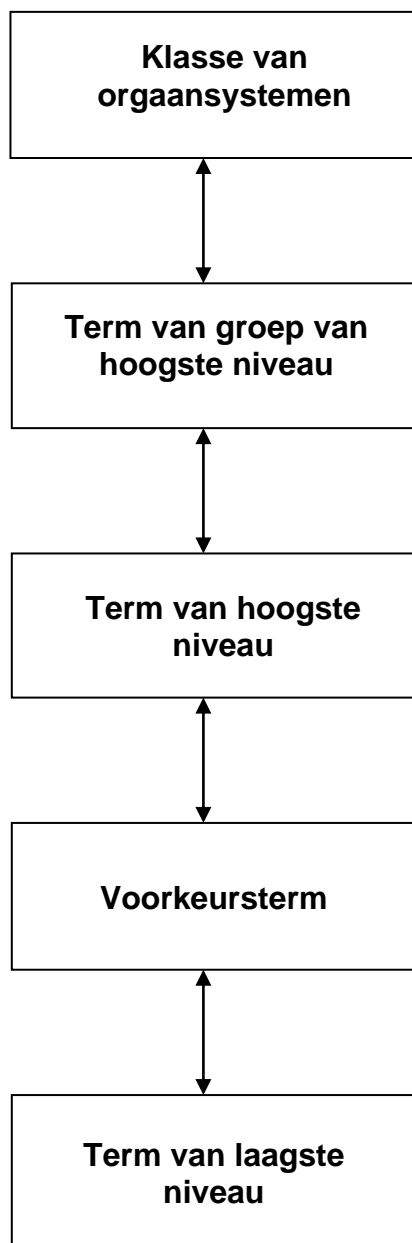 Klasse van
orgaansystemen
Term van groep van
hoogste niveau
Term van hoogste
niveau
Voorkeursterm
Term van laagste
niveau